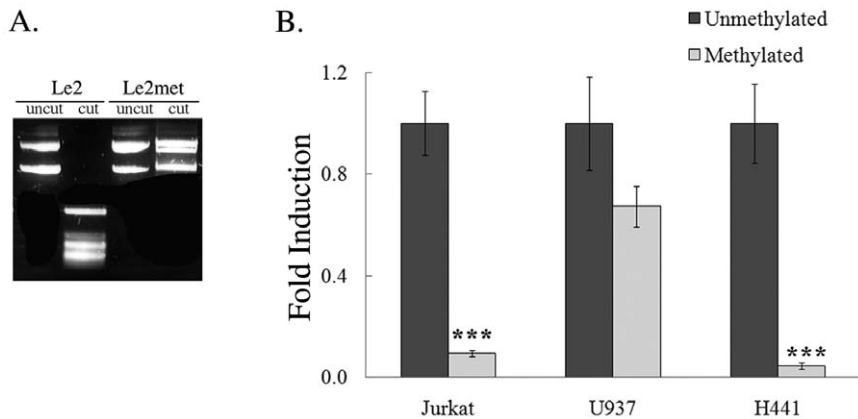 A.
Le2 Le2met
uncut cut uncut cut
B.
Unmethylated
Methylated
Fold Induction
1.2
0.8
0.4
0.0
***
***
Jurkat U937 H441